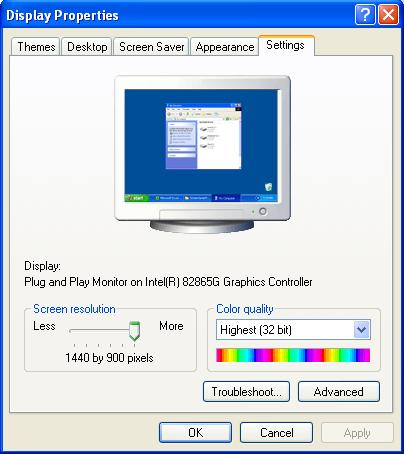 Display Properties
Themes Desktop Screen Saver Appearance Settings
start
Display:
Plug and Play Monitor on Intel(R) 82865G Graphics Controller
Screen resolution
Less More
1440 by 900 pixels
Color quality
Highest (32 bit)
Troubleshoot... Advanced
OK Cancel Apply